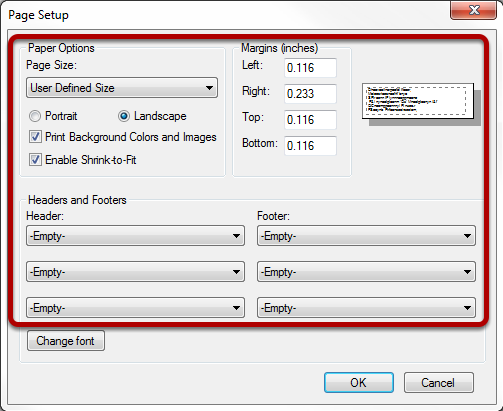 Page Setup
Paper Options
Page Size:
User Defined Size
Portrait
Landscape
Print Background Colors and Images
Enable Shrink-to-Fit
Margins (inches)
Left: 0.116
Right: 0.233
Top: 0.116
Bottom: 0.116
Headers and Footers
Header: Footer:
-Empty- -Empty-
-Empty- -Empty-
-Empty- -Empty-
Change font
OK Cancel